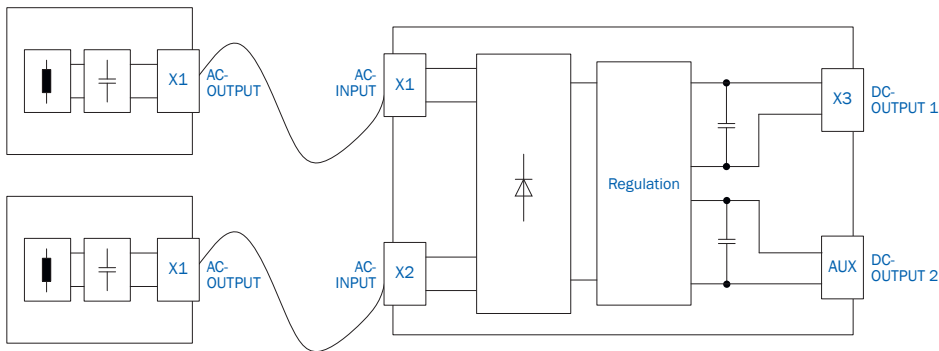 X1
AC-
OUTPUT
AC-
INPUT
X1
X3
DC-
OUTPUT 1
Regulation
X1
AC-
OUTPUT
AC-
INPUT
X2
AUX
DC-
OUTPUT 2